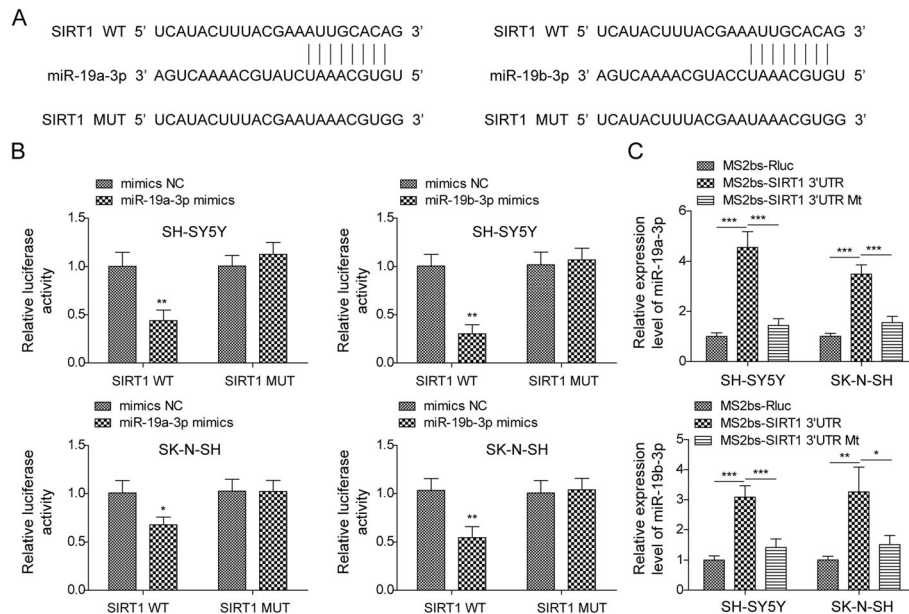 A
SIRT1 WT 5' UCAUACUUUACGAAAUUGCACAG 3'
miR-19a-3p 3' AGUCAAAACGUAUCUAAACGUGU 5'
SIRT1 MUT 5' UCAUACUUUACGAAUAAACGUGG 3'
SIRT1 WT 5' UCAUACUUUACGAAAUUGCACAG 3'
miR-19b-3p 3' AGUCAAAACGUACCUAAACGUGU 5'
SIRT1 MUT 5' UCAUACUUUACGAAUAAACGUGG 3'
B
mimics NC
miR-19a-3p mimics
SH-SY5Y
Relative luciferase
activity
1.5
1.0
0.5
0.0
**
SIRT1 WT
SIRT1 MUT
mimics NC
miR-19b-3p mimics
SH-SY5Y
Relative luciferase
activity
1.5
1.0
0.5
0.0
**
SIRT1 WT
SIRT1 MUT
mimics NC
miR-19a-3p mimics
SK-N-SH
Relative luciferase
activity
1.5
1.0
0.5
0.0
*
SIRT1 WT
SIRT1 MUT
mimics NC
miR-19b-3p mimics
SK-N-SH
Relative luciferase
activity
1.5
1.0
0.5
0.0
**
SIRT1 WT
SIRT1 MUT
C
MS2bs-Rluc
MS2bs-SIRT1 3'UTR
MS2bs-SIRT1 3'UTR Mt
Relative expression
level of miR-19a-3p
6
4
2
0
*** ***
*** ***
SH-SY5Y
SK-N-SH
MS2bs-Rluc
MS2bs-SIRT1 3'UTR
MS2bs-SIRT1 3'UTR Mt
Relative expression
level of miR-19b-3p
4
3
2
1
0
*** ***
** *
SH-SY5Y
SK-N-SH